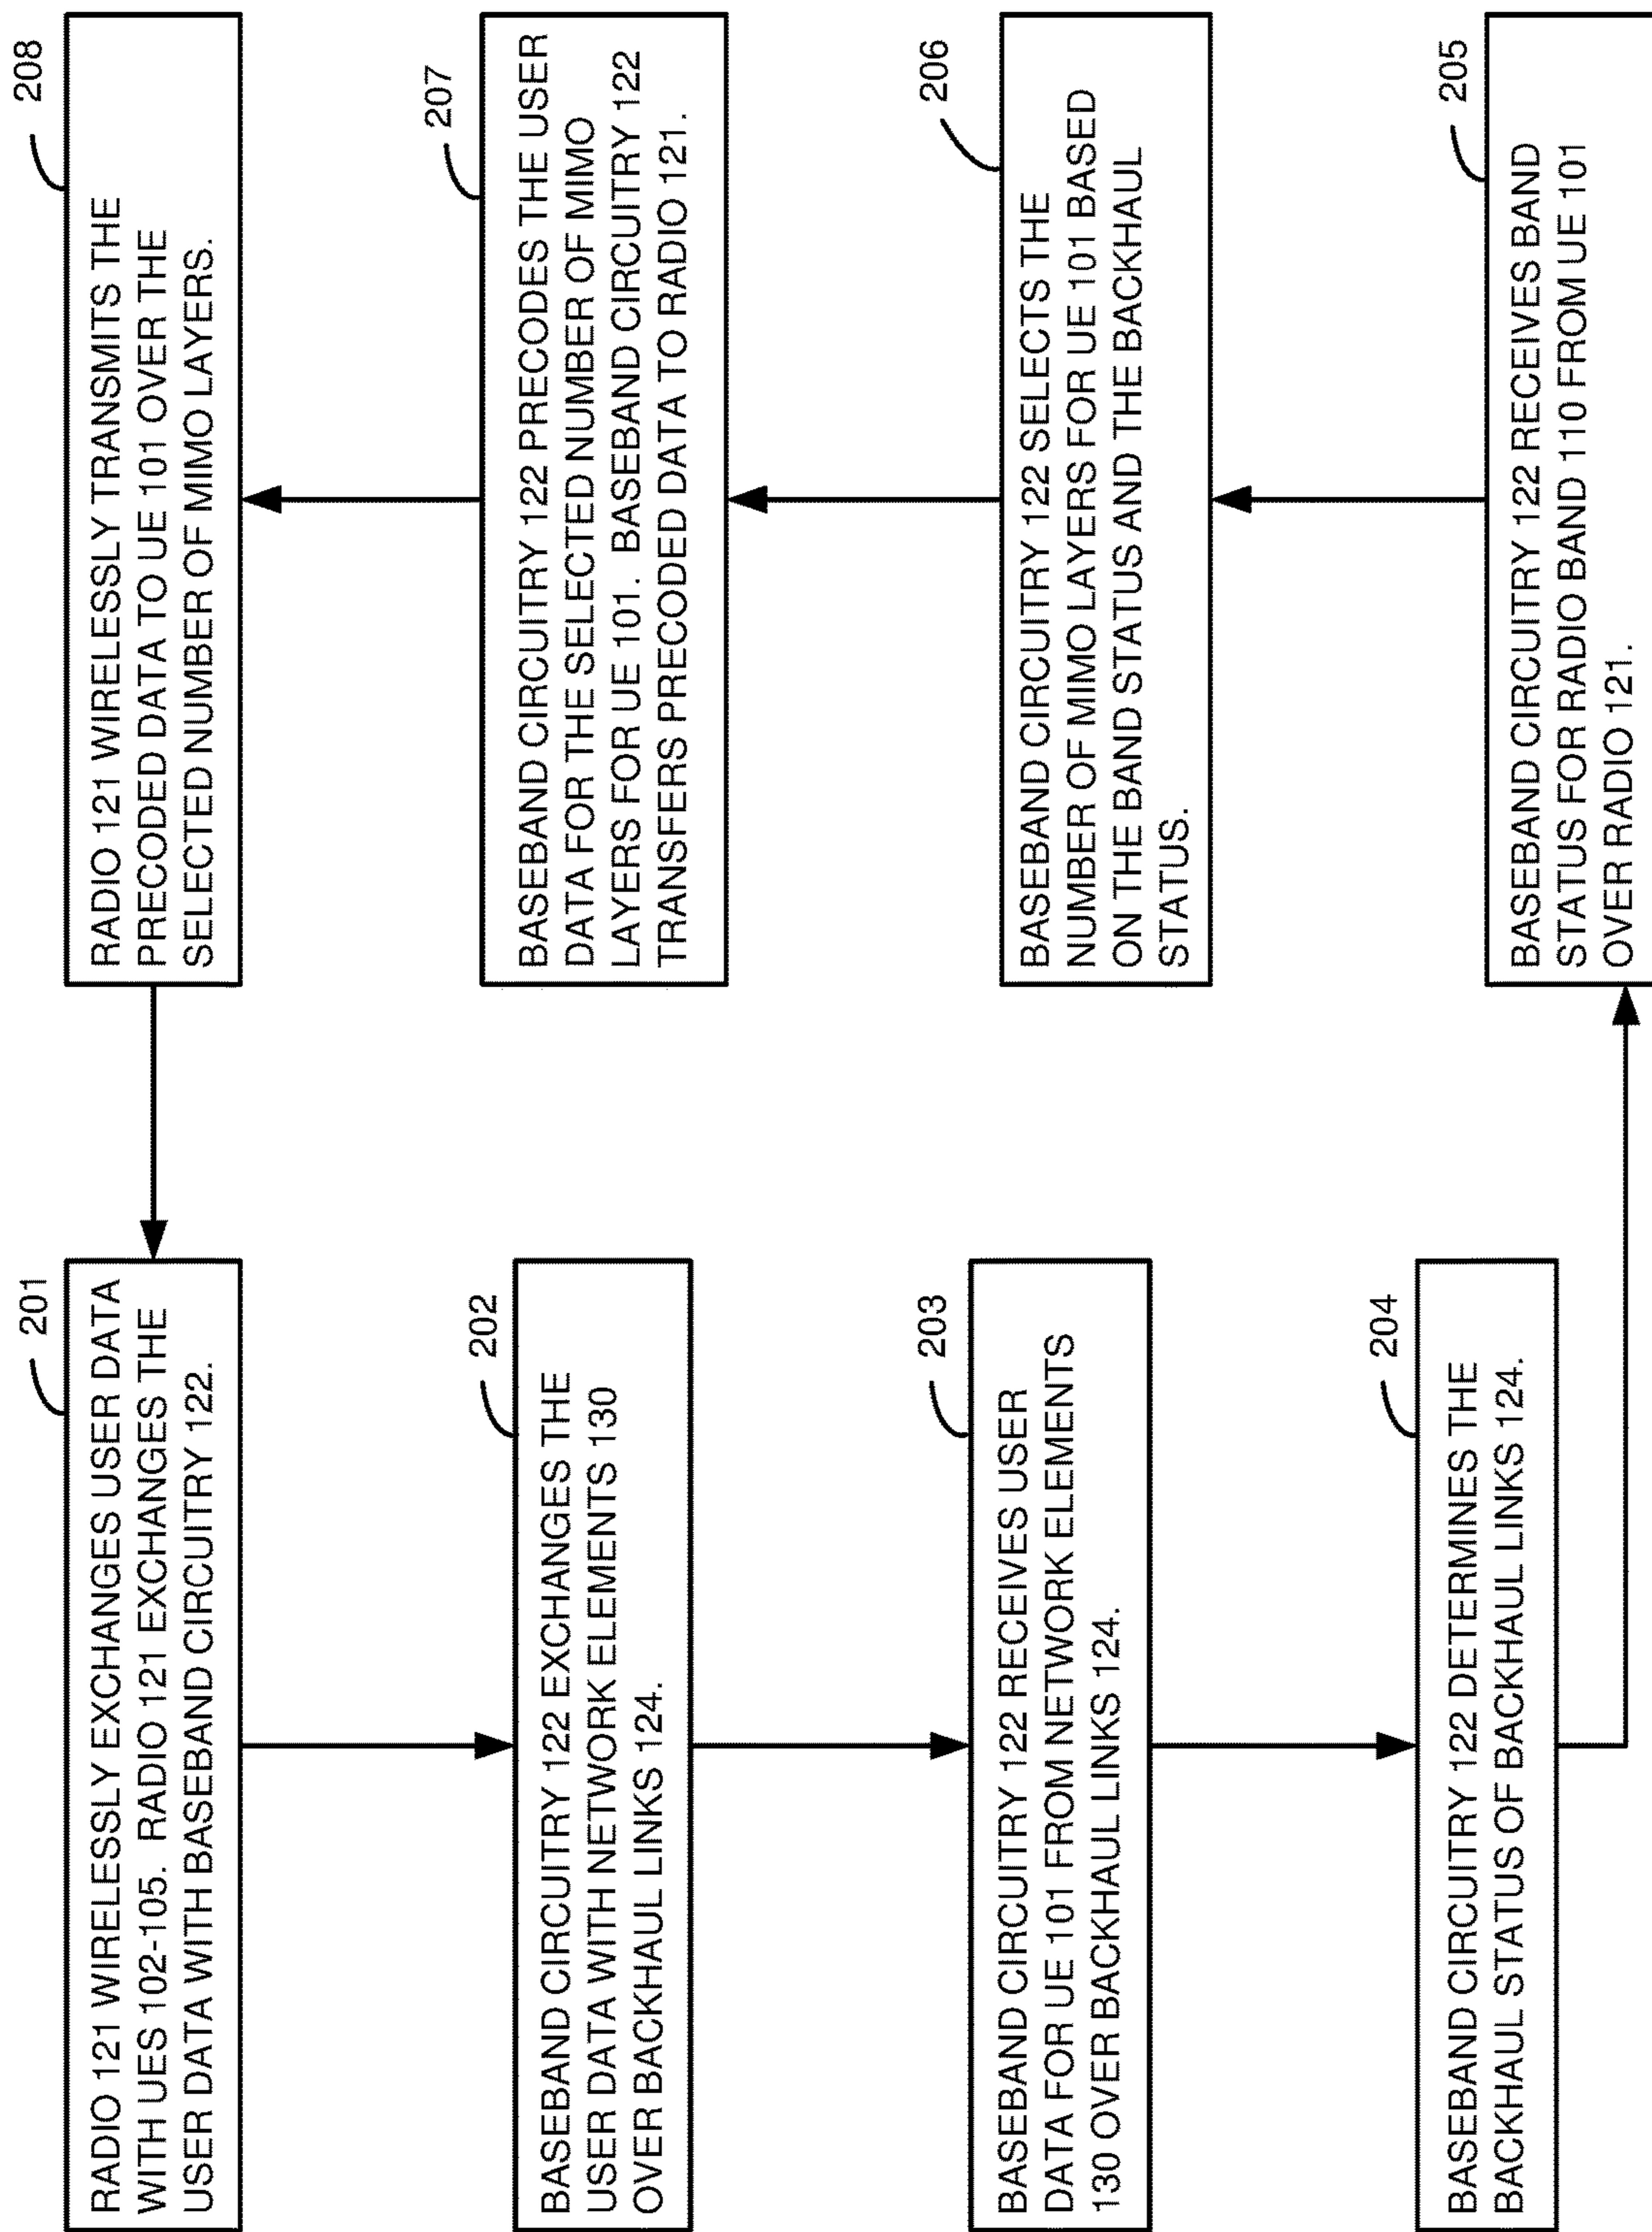 201
RADIO 121 WIRELESSLY EXCHANGES USER DATA
WITH UES 102-105. RADIO 121 EXCHANGES THE
USER DATA WITH BASEBAND CIRCUITRY 122.
202
BASEBAND CIRCUITRY 122 EXCHANGES THE
USER DATA WITH NETWORK ELEMENTS 130
OVER BACKHAUL LINKS 124.
203
BASEBAND CIRCUITRY 122 RECEIVES USER
DATA FOR UE 101 FROM NETWORK ELEMENTS
130 OVER BACKHAUL LINKS 124.
204
BASEBAND CIRCUITRY 122 DETERMINES THE
BACKHAUL STATUS OF BACKHAUL LINKS 124.
205
BASEBAND CIRCUITRY 122 RECEIVES BAND
STATUS FOR RADIO BAND 110 FROM UE 101
OVER RADIO 121.
206
BASEBAND CIRCUITRY 122 SELECTS THE
NUMBER OF MIMO LAYERS FOR UE 101 BASED
ON THE BAND STATUS AND THE BACKHAUL
STATUS.
207
BASEBAND CIRCUITRY 122 PRECODES THE USER
DATA FOR THE SELECTED NUMBER OF MIMO
LAYERS FOR UE 101. BASEBAND CIRCUITRY 122
TRANSFERS PRECODED DATA TO RADIO 121.
208
RADIO 121 WIRELESSLY TRANSMITS THE
PRECODED DATA TO UE 101 OVER THE
SELECTED NUMBER OF MIMO LAYERS.